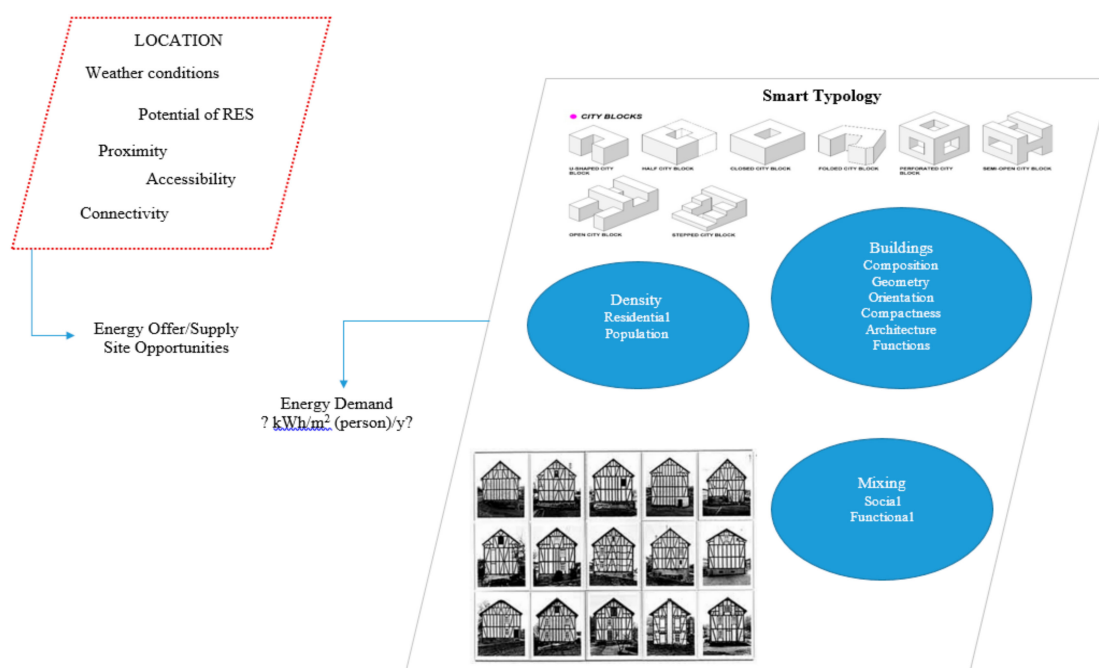 LOCATION
Weather conditions
Potential of RES
Proximity
Accessibility
Connectivity
Energy Offer/Supply
Site Opportunities
Energy Demand
? kWh/m² (person)/y?
Smart Typology
CITY BLOCKS
U-SHAPED CITY
BLOCK
HALF CITY BLOCK
CLOSED CITY BLOCK
FOLDED CITY BLOCK
PERFORATED CITY
BLOCK
SEMI-OPEN CITY BLOCK
OPEN CITY BLOCK
STEPPED CITY BLOCK
Density
Residential
Population
Buildings
Composition
Geometry
Orientation
Compactness
Architecture
Functions
Mixing
Social
Functional